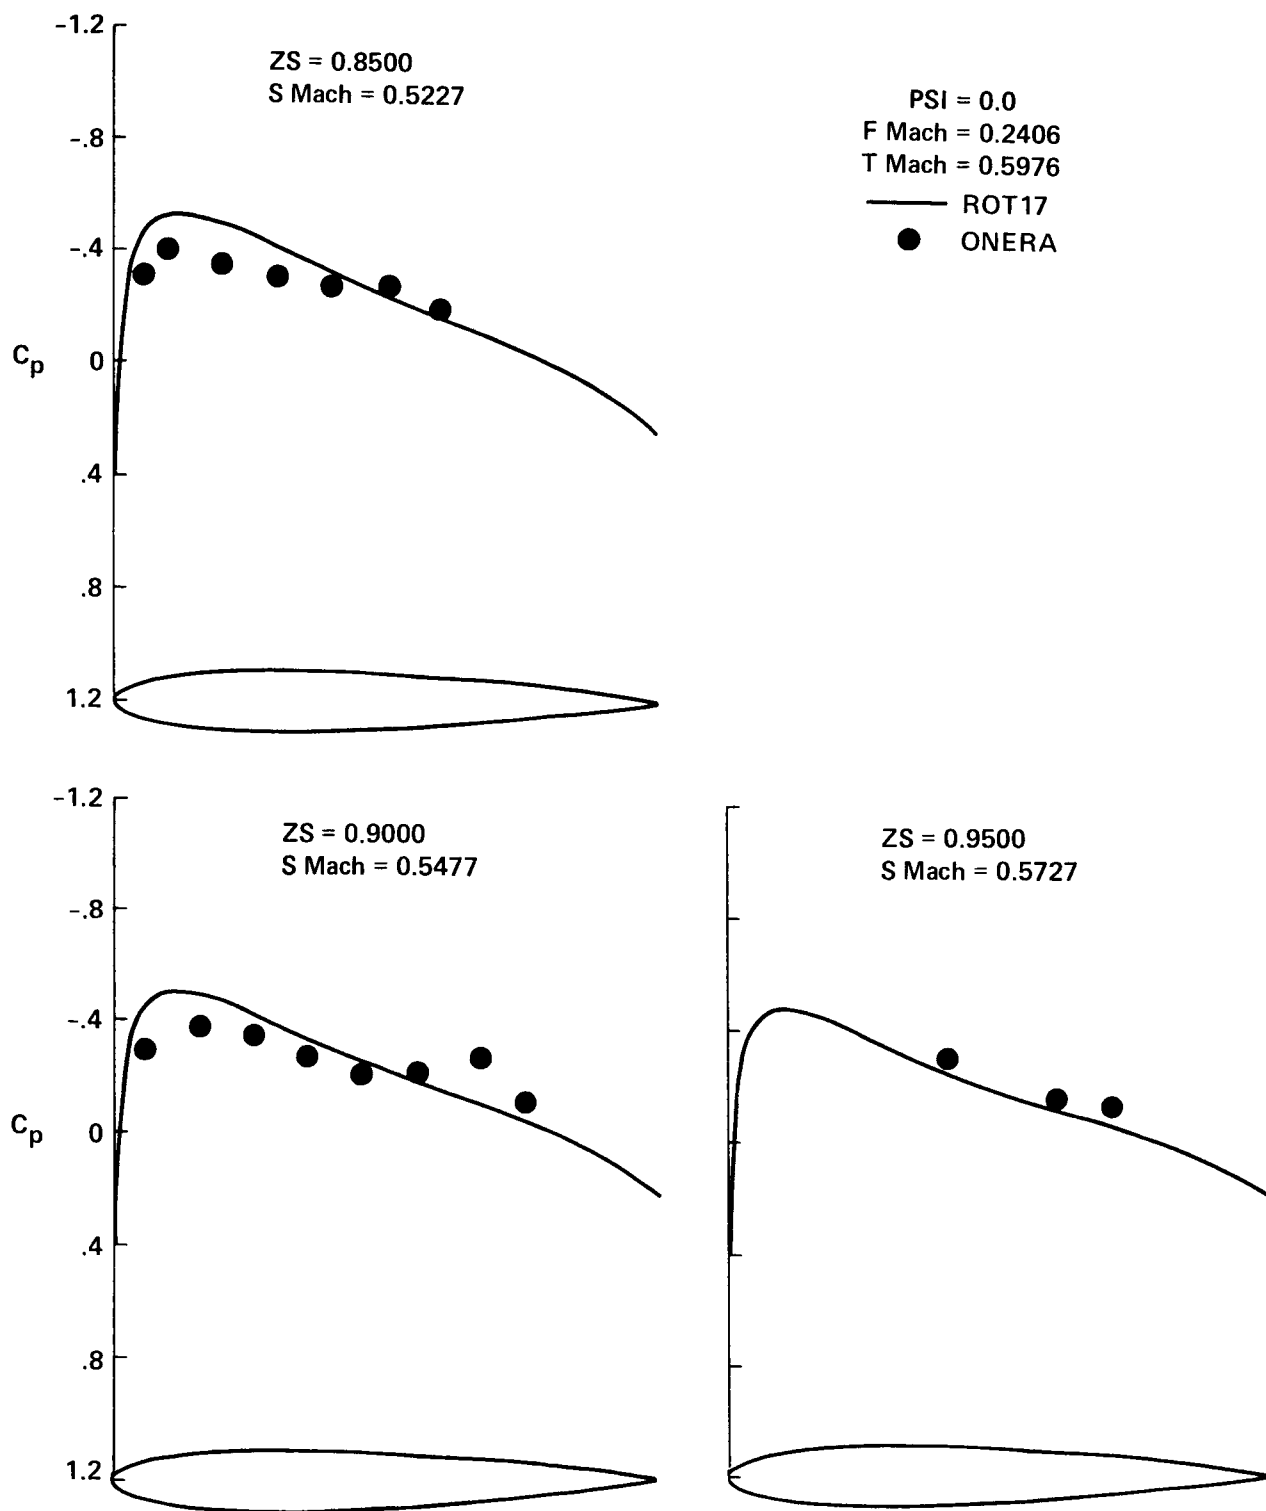 -1.2
ZS = 0.8500
S Mach = 0.5227
PSI = 0.0
F Mach = 0.2406
T Mach = 0.5976
ROT17
ONERA
-.8
-.4
Cp
0
.4
.8
1.2
-1.2
ZS = 0.9000
S Mach = 0.5477
-.8
-.4
Cp
0
.4
.8
1.2
ZS = 0.9500
S Mach = 0.5727